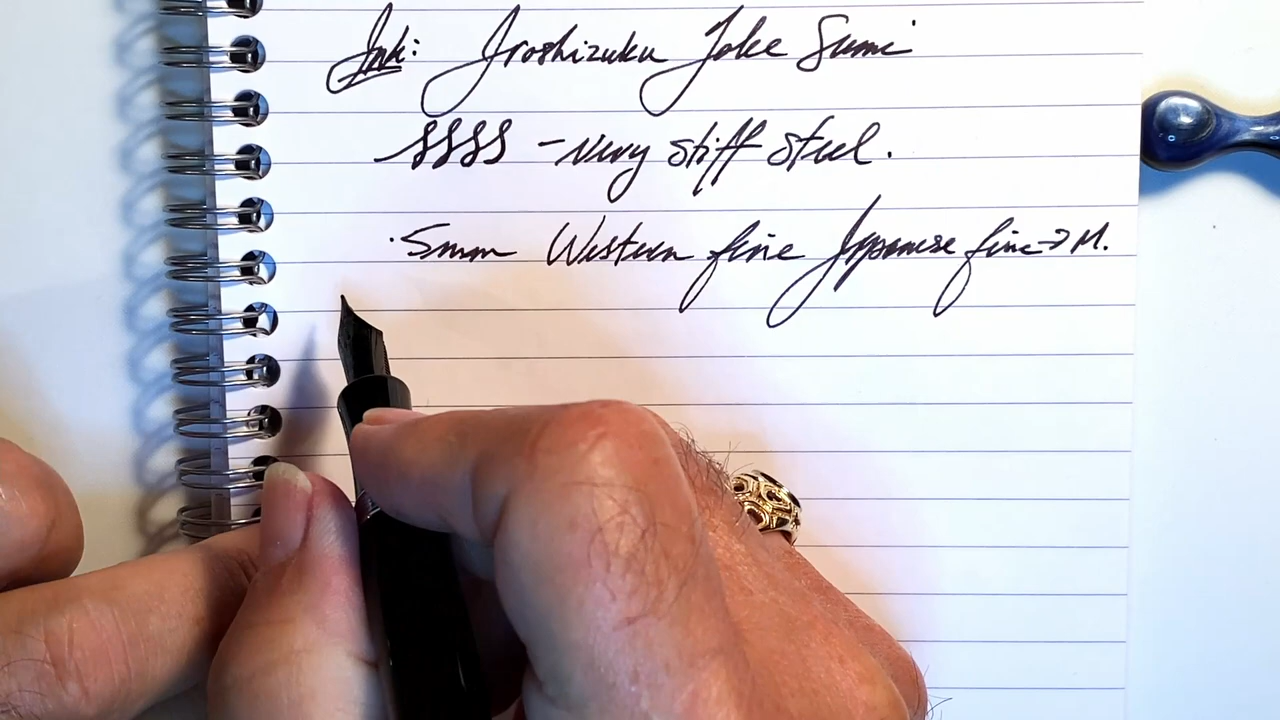 Ink: Iroshizuku Take Sumi
SSSS - very stiff steel.
.5mm Western fine Japanese fine → M.